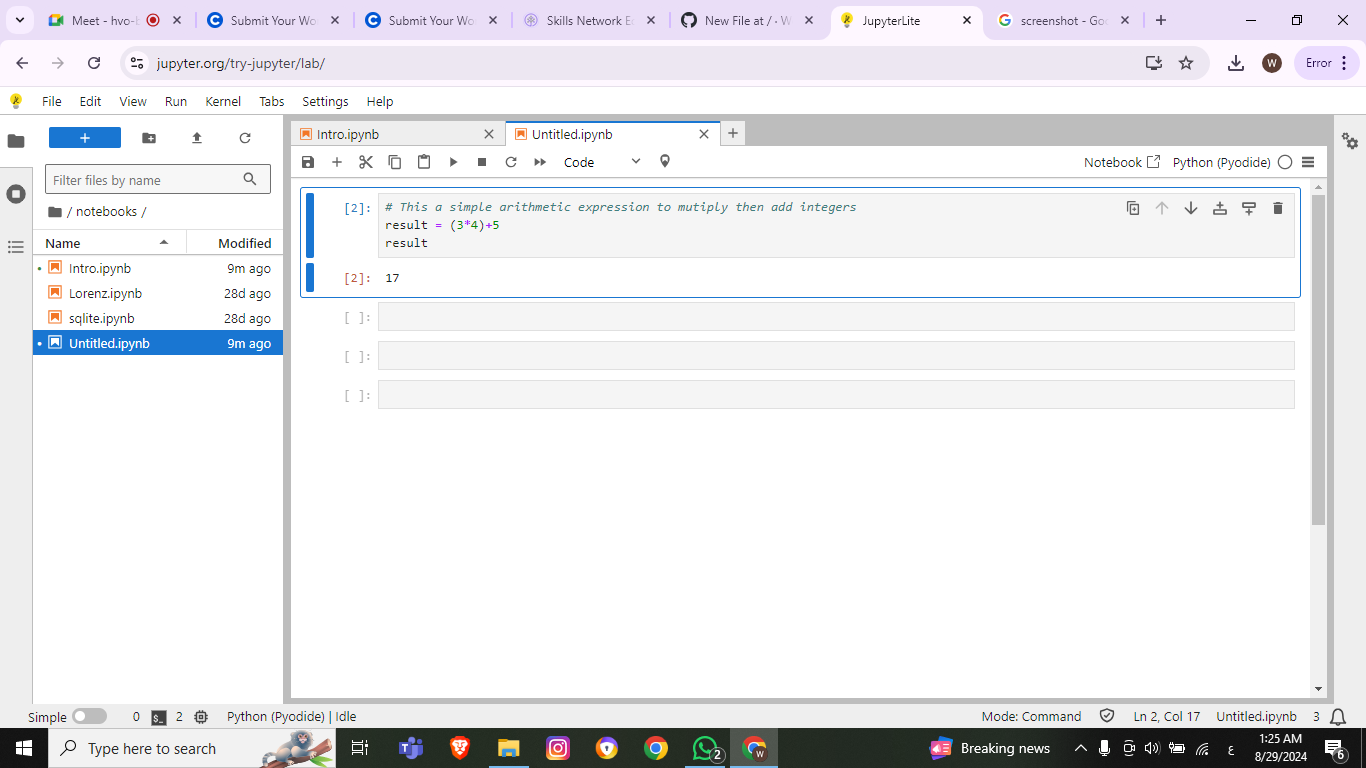 Meet - hvo-b
Submit Your Wo
Submit Your Wo
Skills Network E
New File at / · W
JupyterLite
screenshot - Goo
jupyter.org/try-jupyter/lab/
W
Error
File Edit View Run Kernel Tabs Settings Help
Filter files by name
/ notebooks /
Name Modified
Intro.ipynb 9m ago
Lorenz.ipynb 28d ago
sqlite.ipynb 28d ago
Untitled.ipynb 9m ago
Intro.ipynb
Untitled.ipynb
Code
Notebook
Python (Pyodide)
[2]: # This a simple arithmetic expression to mutiply then add integers
result = (3*4)+5
result
[2]: 17
[ ]:
[ ]:
[ ]:
Simple 0 $_ 2 Python (Pyodide) | Idle
Mode: Command Ln 2, Col 17 Untitled.ipynb 3
Type here to search
2
W
Breaking news
ع
1:25 AM
8/29/2024
6